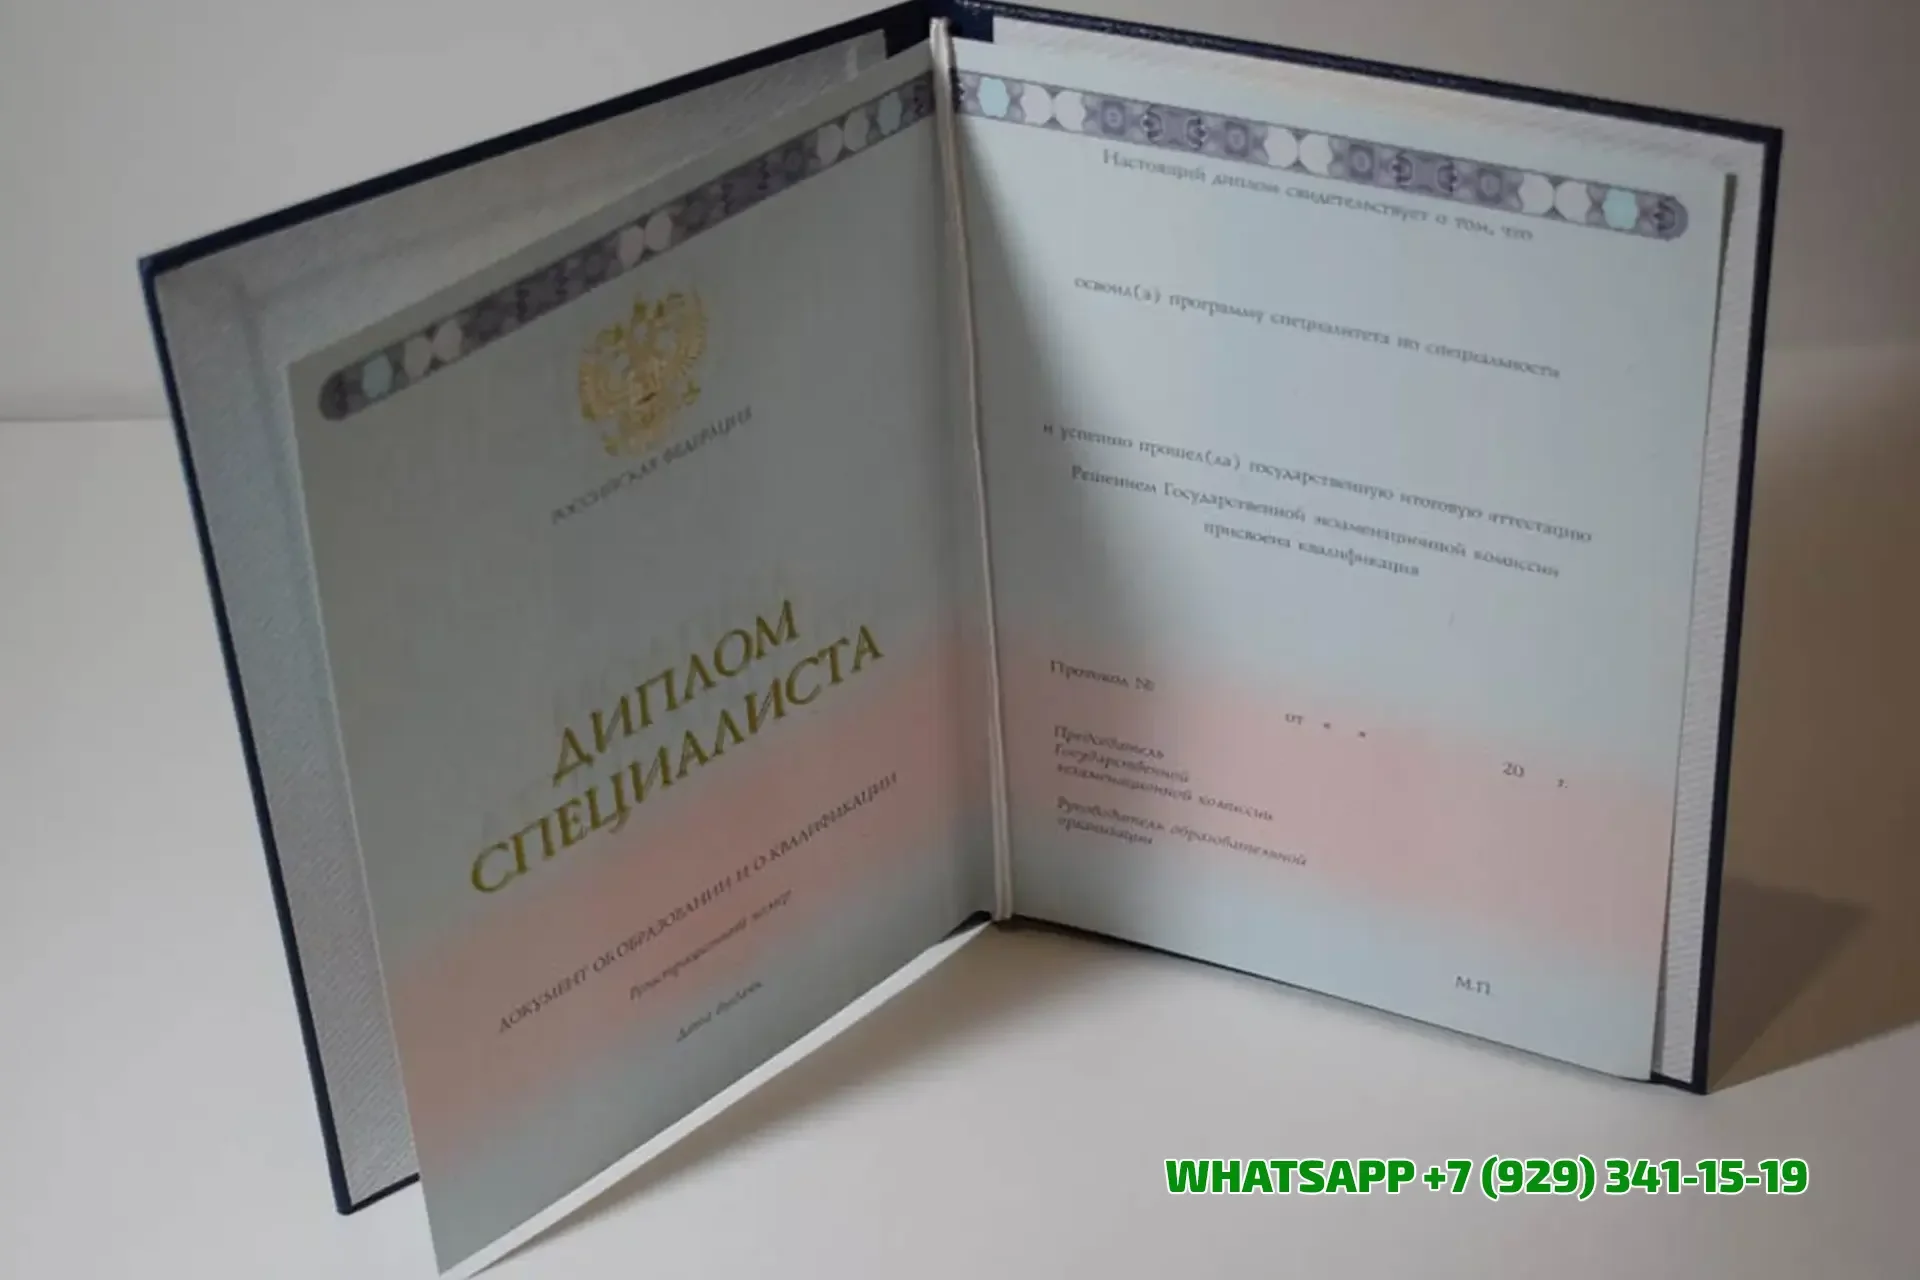 РОССИЙСКАЯ ФЕДЕРАЦИЯ
ДИПЛОМ
СПЕЦИАЛИСТА
ДОКУМЕНТ ОБ ОБРАЗОВАНИИ И О КВАЛИФИКАЦИИ
Регистрационный номер
Дата выдачи
Настоящий диплом свидетельствует о том, что
освоил(а) программу специалитета по специальности
и успешно прошел(ла) государственную итоговую аттестацию
Решением Государственной экзаменационной комиссии
присвоена квалификация
Протокол №
от « »
20 г.
Председатель
Государственной
экзаменационной комиссии
Руководитель образовательной
организации
М.П.
WHATSAPP +7 (929) 341-15-19